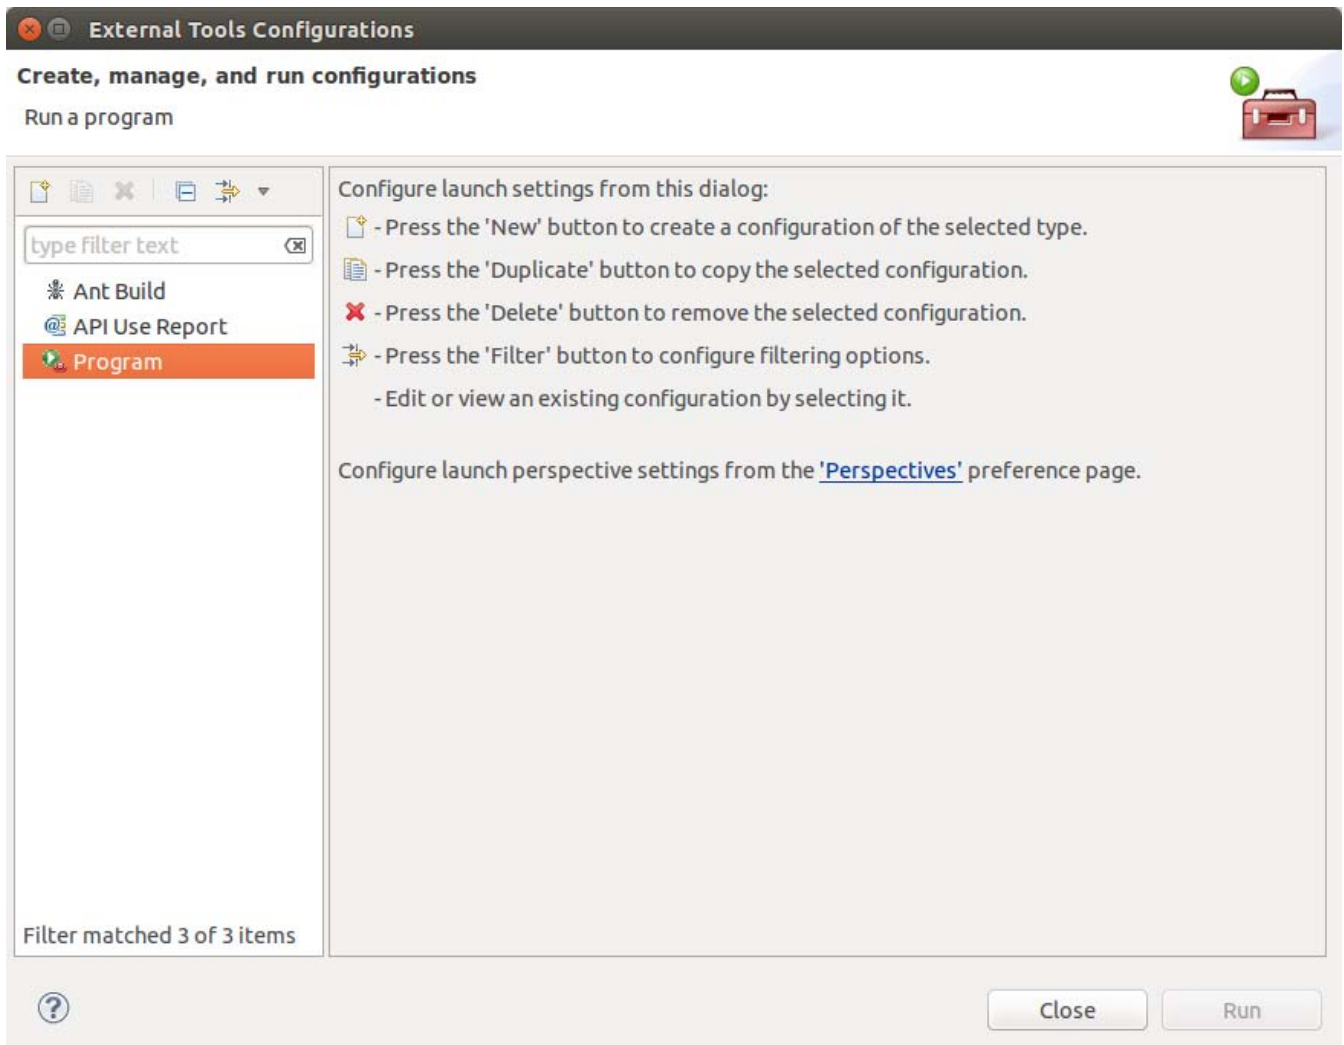 External Tools Configurations
Create, manage, and run configurations
Run a program
type filter text
Ant Build
API Use Report
Program
Filter matched 3 of 3 items
Configure launch settings from this dialog:
- Press the 'New' button to create a configuration of the selected type.
- Press the 'Duplicate' button to copy the selected configuration.
- Press the 'Delete' button to remove the selected configuration.
- Press the 'Filter' button to configure filtering options.
- Edit or view an existing configuration by selecting it.
Configure launch perspective settings from the 'Perspectives' preference page.
Close
Run